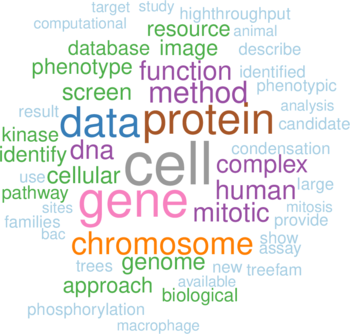 target study highthroughput
computational resource animal
database image describe
phenotype function identified
screen method phenotypic
result data protein analysis
kinase dna candidate
identify cell condensation
use cellular complex
pathway gene human large
sites mitotic mitosis
families provide
bac chromosome show
trees genome assay
approach new treefam
biological available
phosphorylation
macrophage